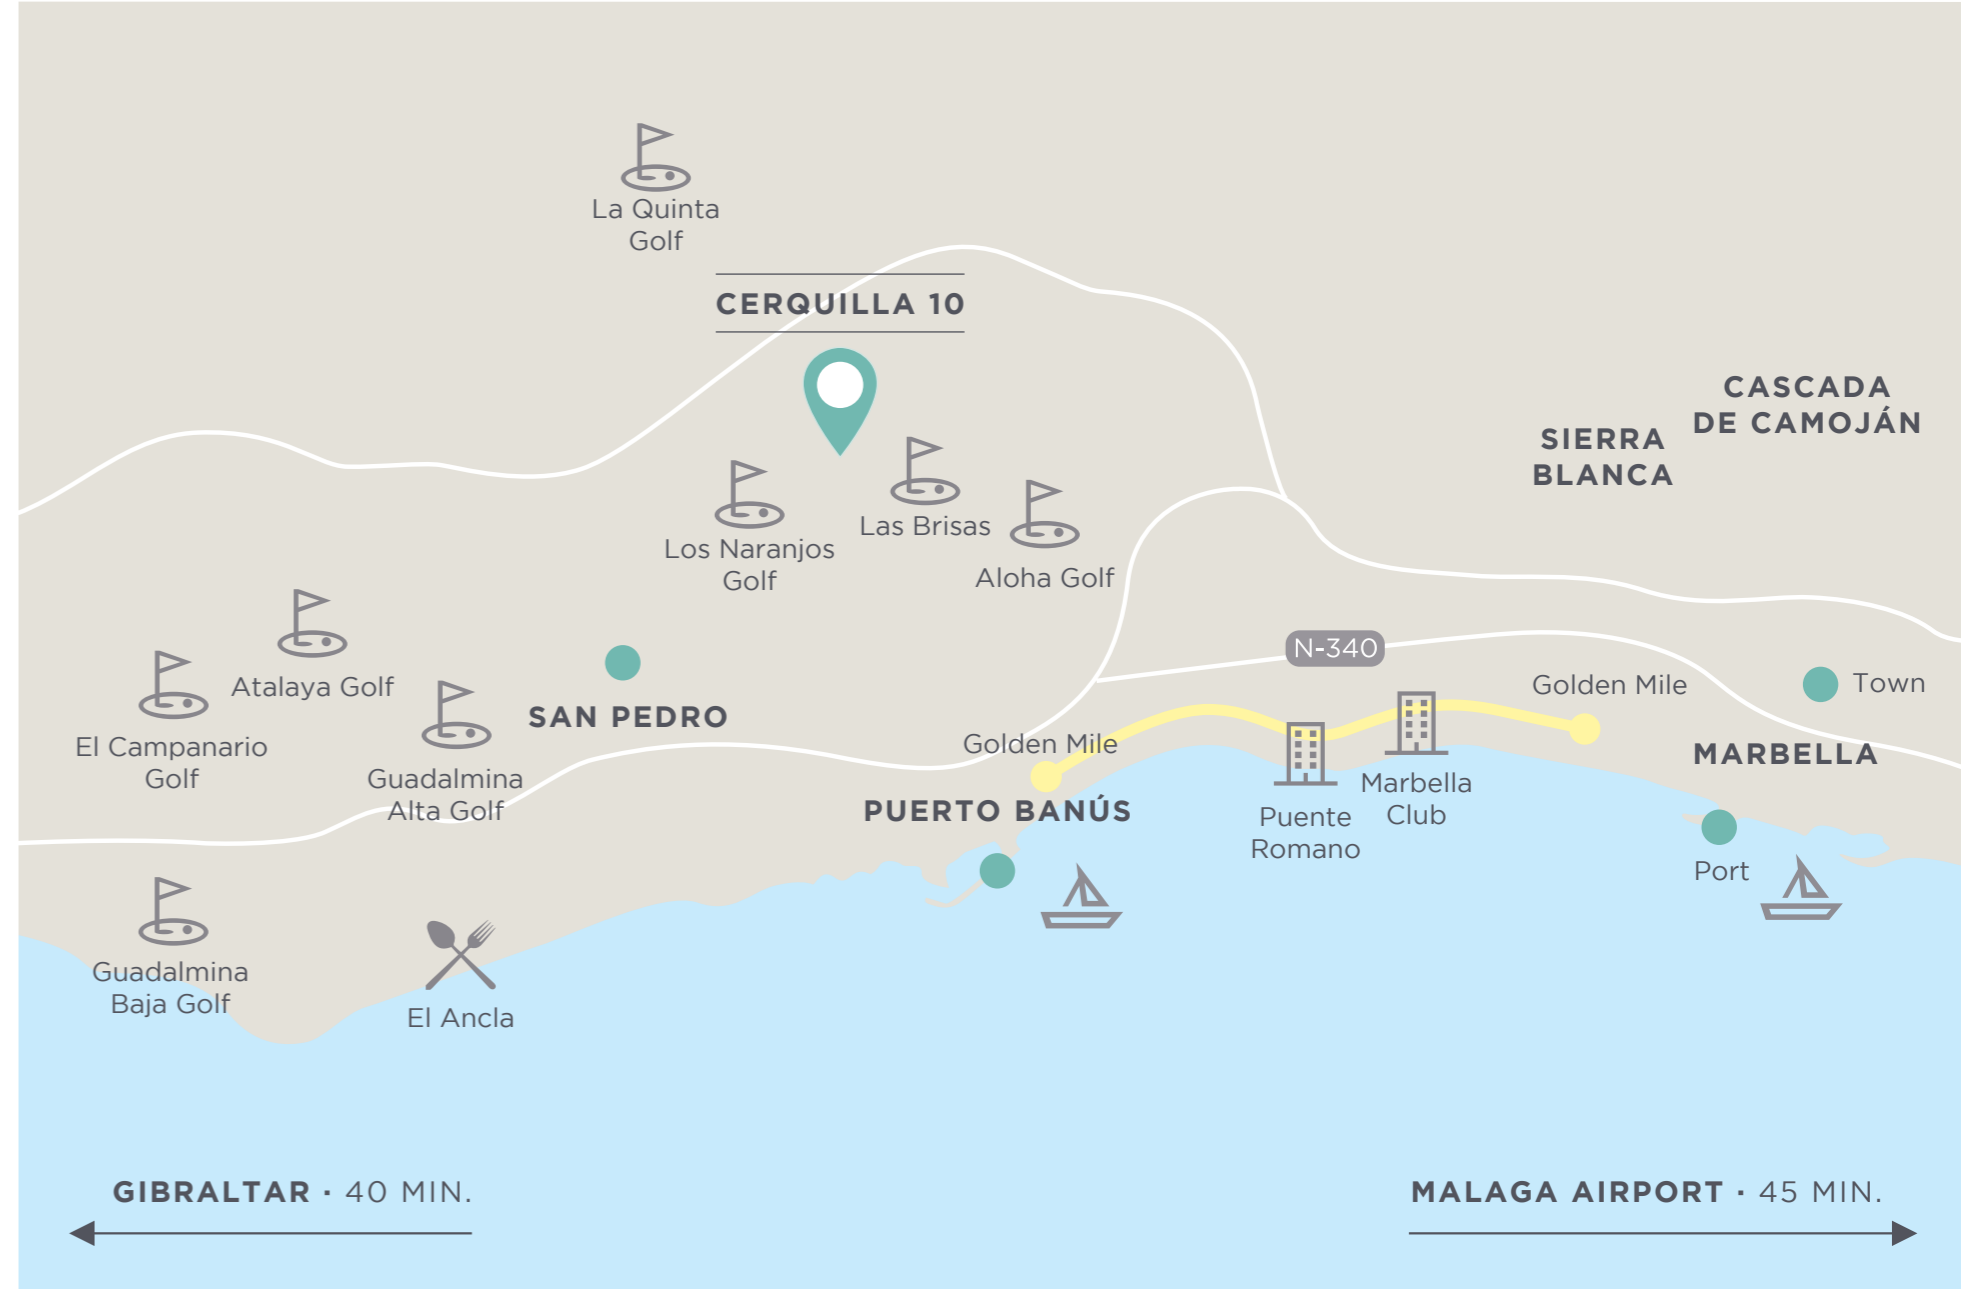 La Quinta
Golf
CERQUILLA 10
CASCADA
DE CAMOJÁN
SIERRA
BLANCA
Las Brisas
Los Naranjos
Golf
Aloha Golf
N-340
Atalaya Golf
Golden Mile
Town
SAN PEDRO
El Campanario
Golf
Golden Mile
MARBELLA
Guadalmina
Alta Golf
PUERTO BANÚS
Marbella
Club
Puente
Romano
Port
Guadalmina
Baja Golf
El Ancla
GIBRALTAR · 40 MIN.
MALAGA AIRPORT · 45 MIN.